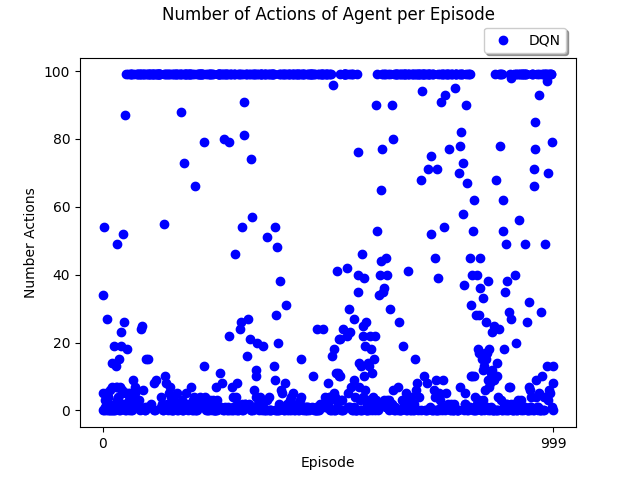 Number of Actions of Agent per Episode
DQN
100
80
60
40
20
0
Number Actions
0
999
Episode